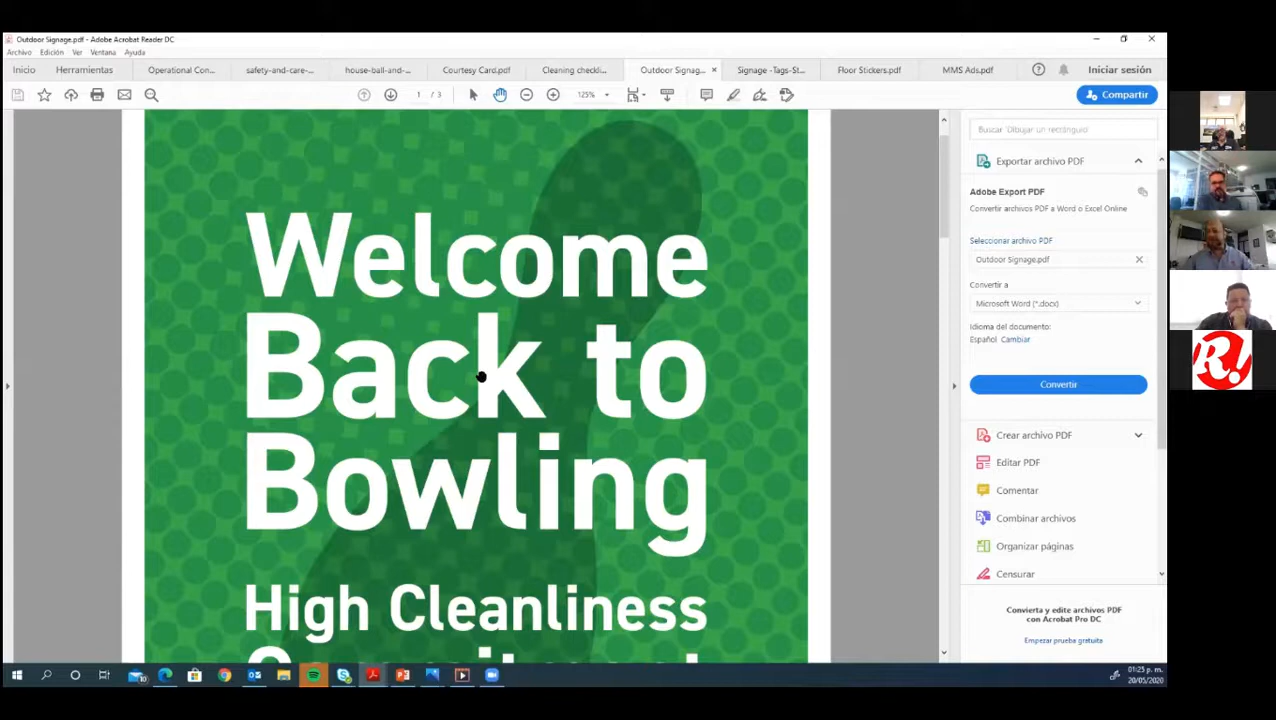 Outdoor Signage.pdf - Adobe Acrobat Reader DC
Archivo Edición Ver Ventana Ayuda
Inicio Herramientas Operational Con... safety-and-care-... house-ball-and-... Courtesy Card.pdf Cleaning checkli... Outdoor Signag... Signage -Tags-St... Floor Stickers.pdf MMS Ads.pdf Iniciar sesión
1 / 3 125% Compartir
Welcome
Back to
Bowling
High Cleanliness
Buscar 'Dibujar un rectángulo'
Exportar archivo PDF
Adobe Export PDF
Convertir archivos PDF a Word o Excel Online
Seleccionar archivo PDF
Outdoor Signage.pdf
Convertir a
Microsoft Word (*.docx)
Idioma del documento:
Español Cambiar
Convertir
Crear archivo PDF
Editar PDF
Comentar
Combinar archivos
Organizar páginas
Censurar
Convierta y edite archivos PDF
con Acrobat Pro DC
Empezar prueba gratuita
R!
01:25 p. m.
20/05/2020